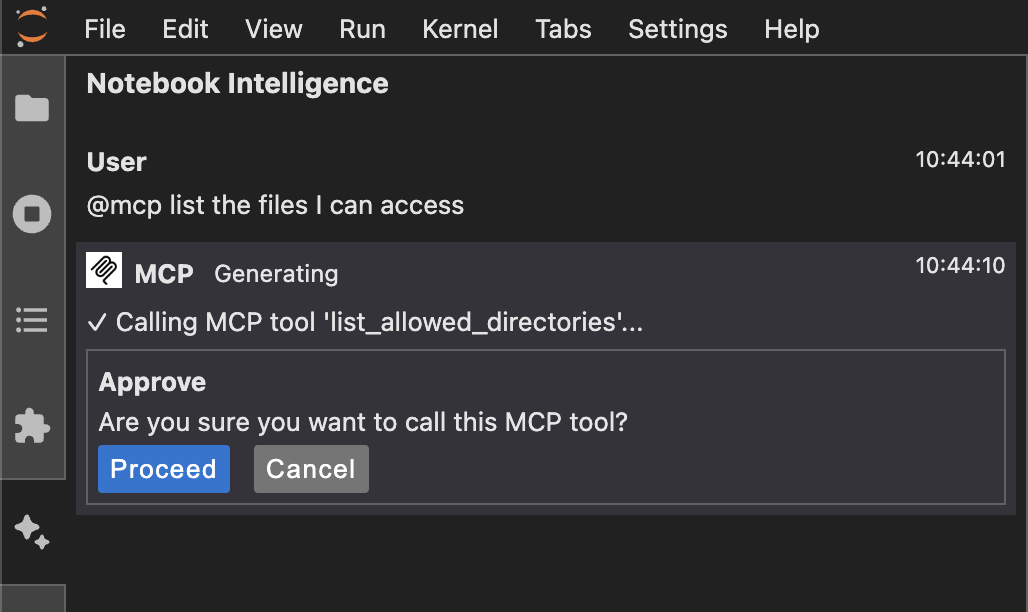 File Edit View Run Kernel Tabs Settings Help
Notebook Intelligence
User 10:44:01
@mcp list the files I can access
MCP Generating 10:44:10
✓ Calling MCP tool 'list_allowed_directories'...
Approve
Are you sure you want to call this MCP tool?
Proceed Cancel